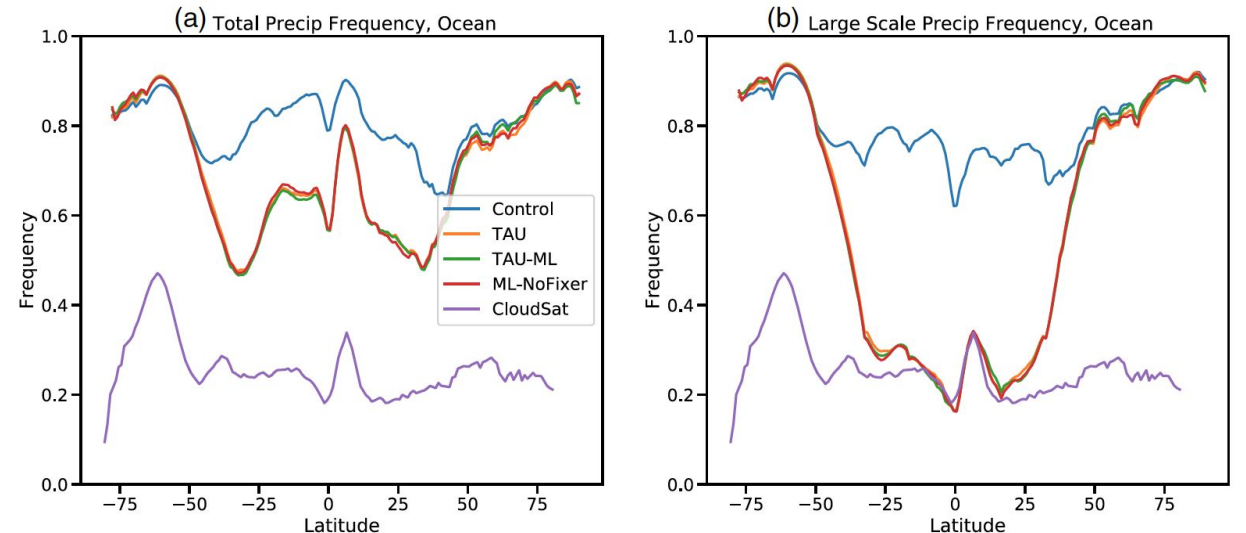 (a) Total Precip Frequency, Ocean
1.0
0.8
0.6
0.4
0.2
0.0
Frequency
−75 −50 −25 0 25 50 75
Latitude
Control
TAU
TAU-ML
ML-NoFixer
CloudSat
(b) Large Scale Precip Frequency, Ocean
1.0
0.8
0.6
0.4
0.2
0.0
Frequency
−75 −50 −25 0 25 50 75
Latitude